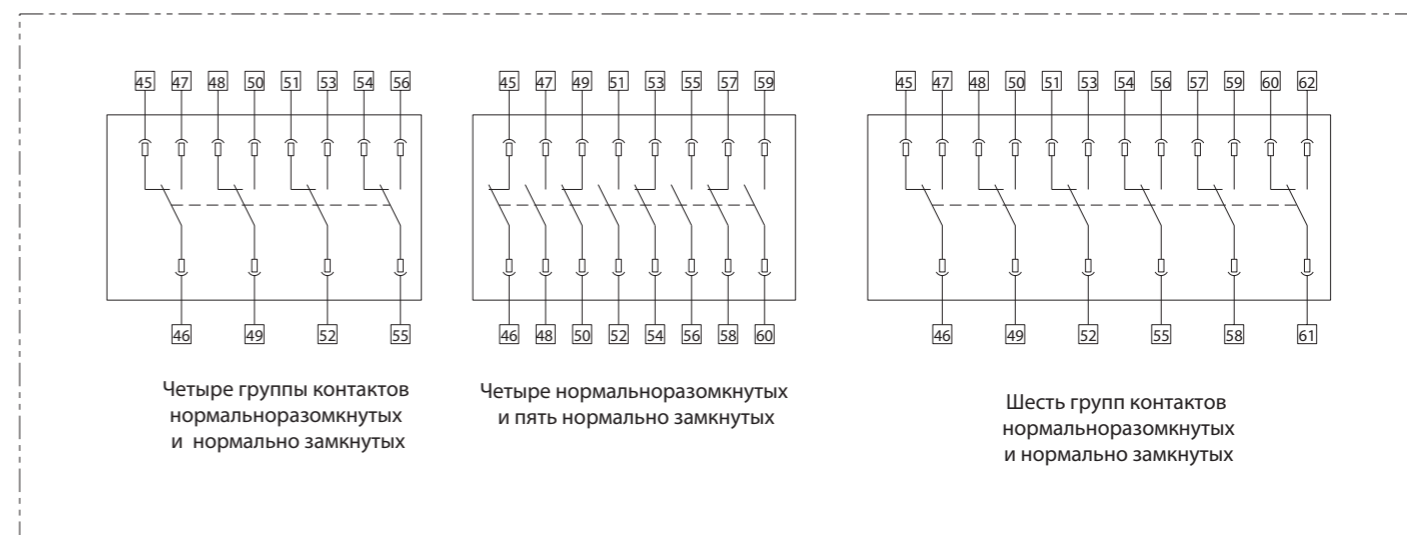 45 47 48 50 51 53 54 56
45 47 49 51 53 55 57 59
45 47 48 50 51 53 54 56 57 59 60 62
46 49 52 55
46 48 50 52 54 56 58 60
46 49 52 55 58 61
Четыре группы контактов
нормальноразомкнутых
и нормально замкнутых
Четыре нормальноразомкнутых
и пять нормально замкнутых
Шесть групп контактов
нормальноразомкнутых
и нормально замкнутых